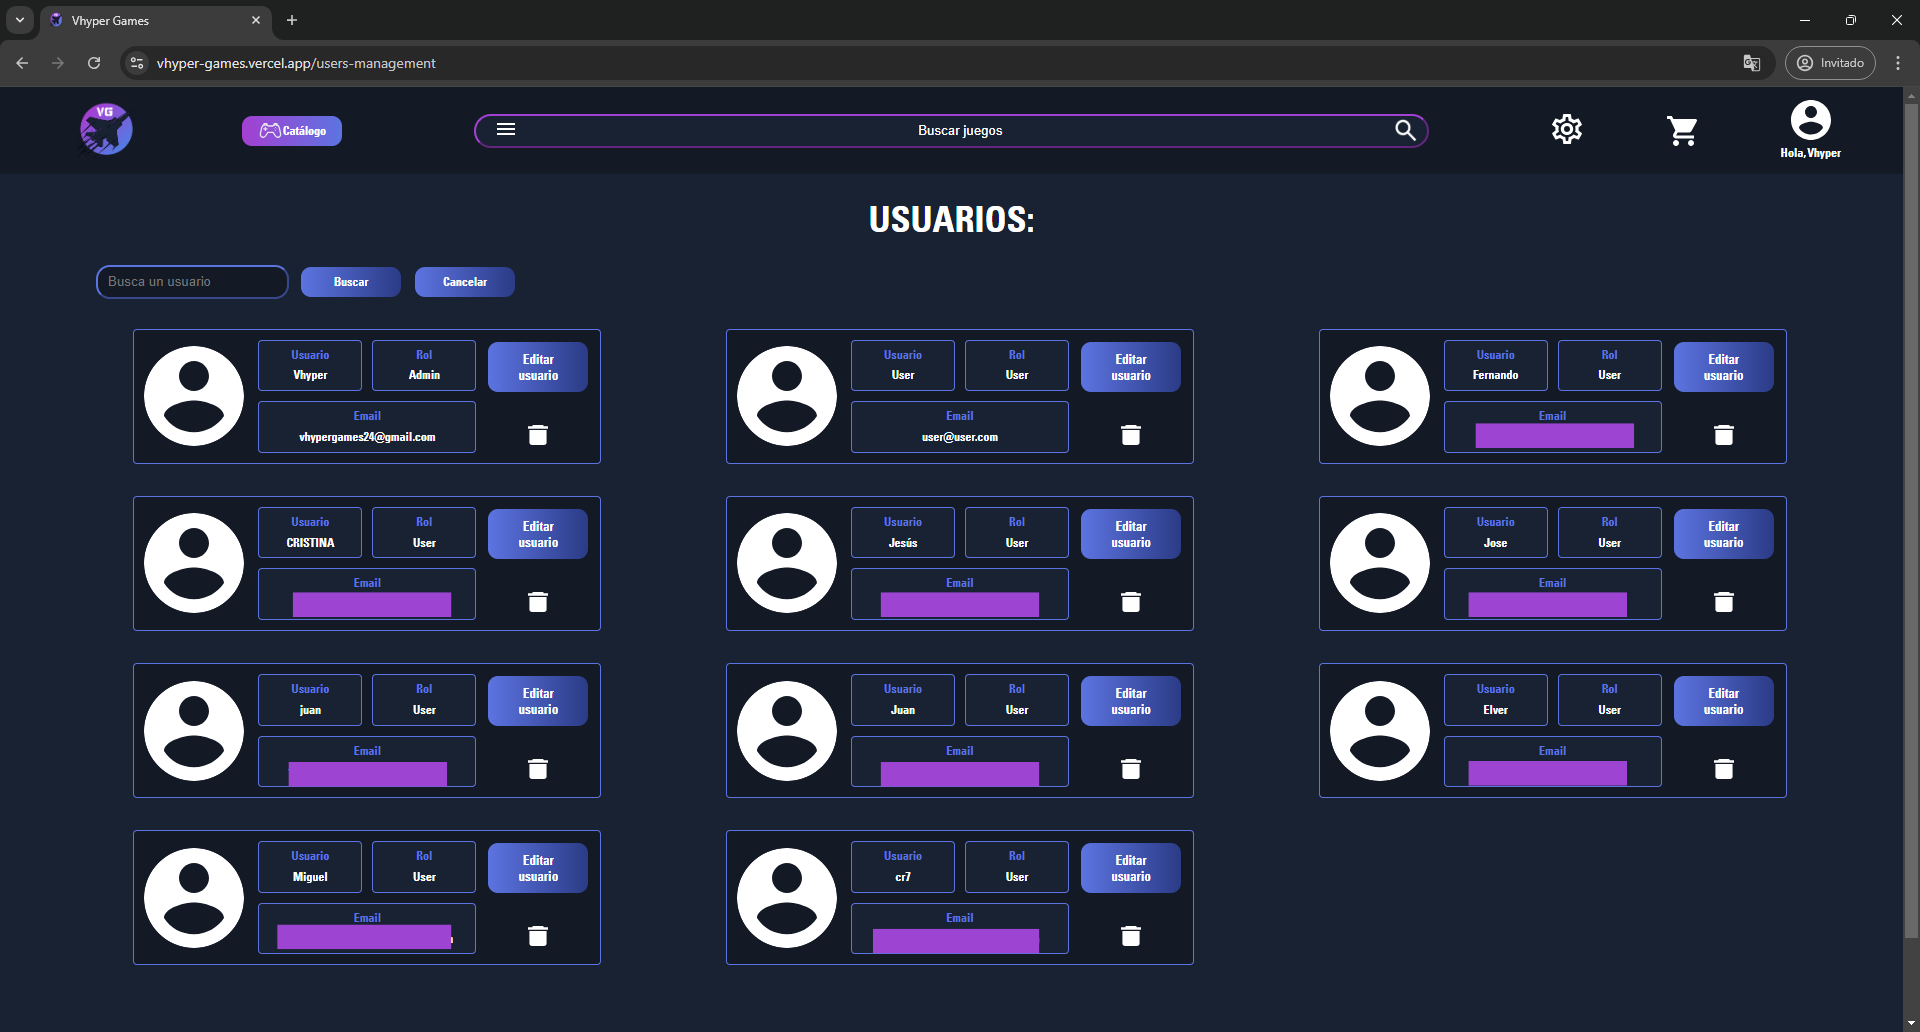 Vhyper Games
vhyper-games.vercel.app/users-management
Invitado
VG
Catálogo
Buscar juegos
Hola, Vhyper
USUARIOS:
Busca un usuario
Buscar
Cancelar
Usuario
Vhyper
Rol
Admin
Editar
usuario
Email
vhypergames24@gmail.com
Usuario
User
Rol
User
Editar
usuario
Email
user@user.com
Usuario
Fernando
Rol
User
Editar
usuario
Email
Usuario
CRISTINA
Rol
User
Editar
usuario
Email
Usuario
Jesús
Rol
User
Editar
usuario
Email
Usuario
Jose
Rol
User
Editar
usuario
Email
Usuario
juan
Rol
User
Editar
usuario
Email
Usuario
Juan
Rol
User
Editar
usuario
Email
Usuario
Elver
Rol
User
Editar
usuario
Email
Usuario
Miguel
Rol
User
Editar
usuario
Email
Usuario
cr7
Rol
User
Editar
usuario
Email